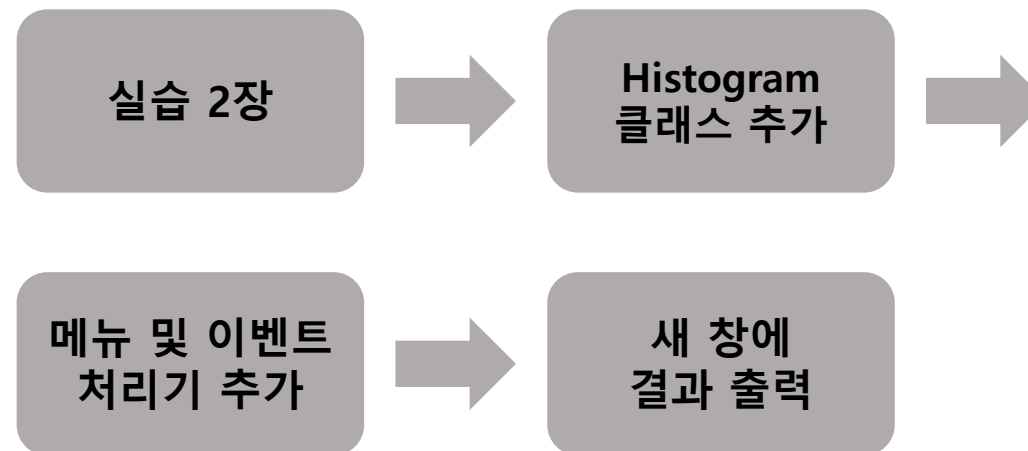 실습 2장
Histogram
클래스 추가
메뉴 및 이벤트
처리기 추가
새 창에
결과 출력